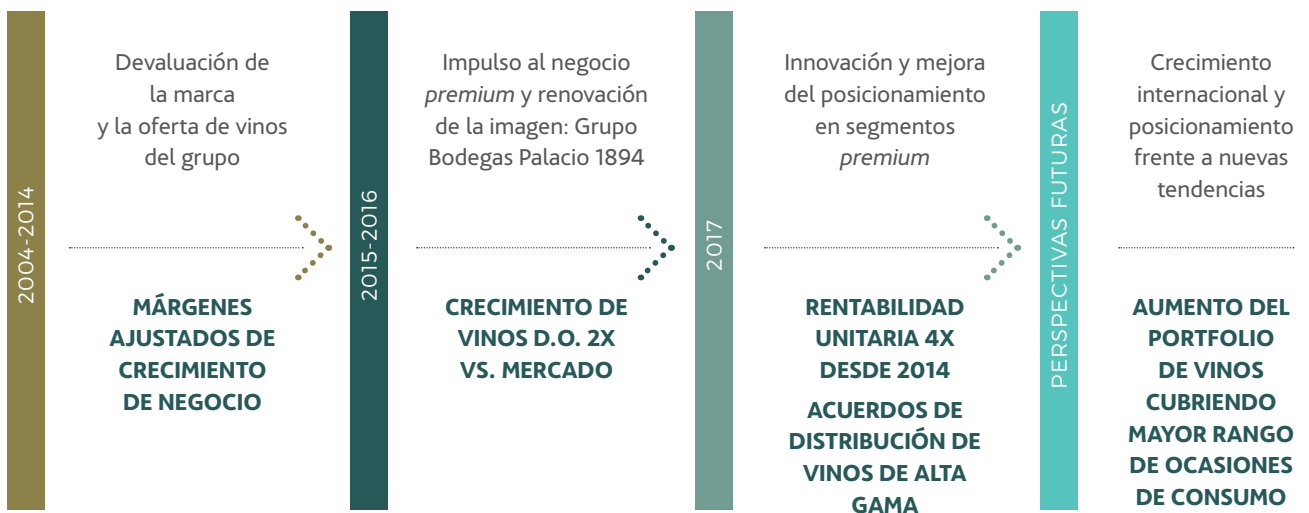 2004-2014
Devaluación de
la marca
y la oferta de vinos
del grupo
MÁRGENES
AJUSTADOS DE
CRECIMIENTO
DE NEGOCIO
2015-2016
Impulso al negocio
premium y renovación
de la imagen: Grupo
Bodegas Palacio 1894
CRECIMIENTO DE
VINOS D.O. 2X
VS. MERCADO
2017
Innovación y mejora
del posicionamiento
en segmentos
premium
RENTABILIDAD
UNITARIA 4X
DESDE 2014
ACUERDOS DE
DISTRIBUCIÓN DE
VINOS DE ALTA
GAMA
PERSPECTIVAS FUTURAS
Crecimiento
internacional y
posicionamiento
frente a nuevas
tendencias
AUMENTO DEL
PORTFOLIO
DE VINOS
CUBRIENDO
MAYOR RANGO
DE OCASIONES
DE CONSUMO